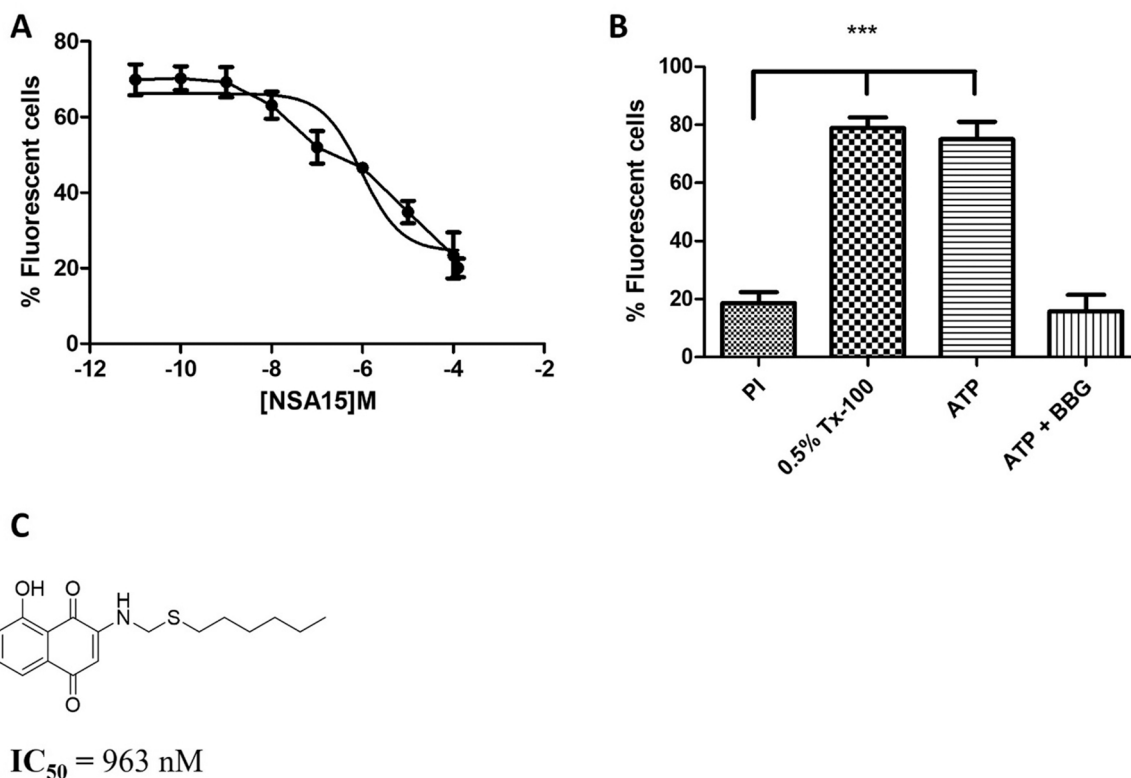 A
80
60
40
20
0
% Fluorescent cells
-12 -10 -8 -6 -4 -2
[NSA15]M
B
***
100
80
60
40
20
0
% Fluorescent cells
PI
0.5% Tx-100
ATP
ATP + BBG
C
OH O
H
N S
O
IC50 = 963 nM